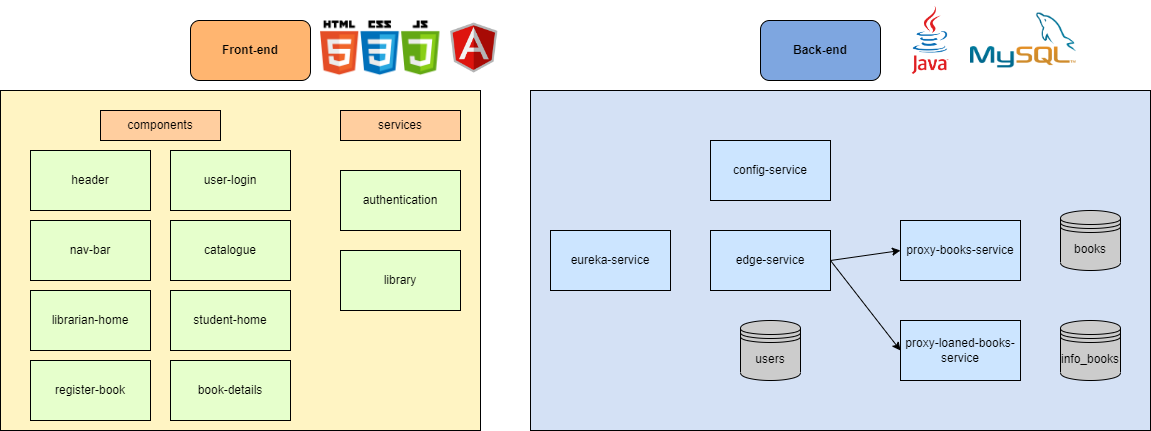 Front-end
HTML
CSS
JS
5
3
A
Back-end
Java
MySQL
components
services
header
user-login
authentication
nav-bar
catalogue
library
librarian-home
student-home
register-book
book-details
config-service
eureka-service
edge-service
proxy-books-service
books
users
proxy-loaned-books-
service
info_books